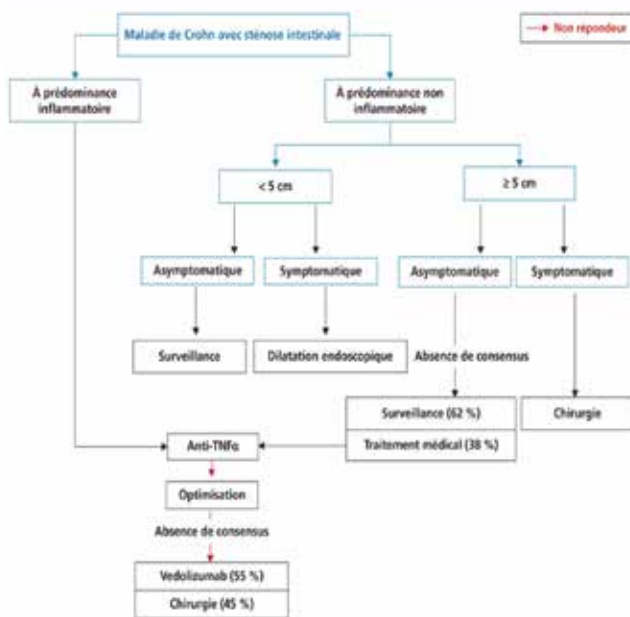 Maladie de Crohn avec sténose intestinale
Non répondeur
À prédominance
inflammatoire
À prédominance non
inflammatoire
< 5 cm
≥ 5 cm
Asymptomatique
Symptomatique
Asymptomatique
Symptomatique
Surveillance
Dilatation endoscopique
Absence de consensus
Surveillance (62 %)
Traitement médical (38 %)
Chirurgie
Anti-TNFα
Optimisation
Absence de consensus
Vedolizumab (55 %)
Chirurgie (45 %)